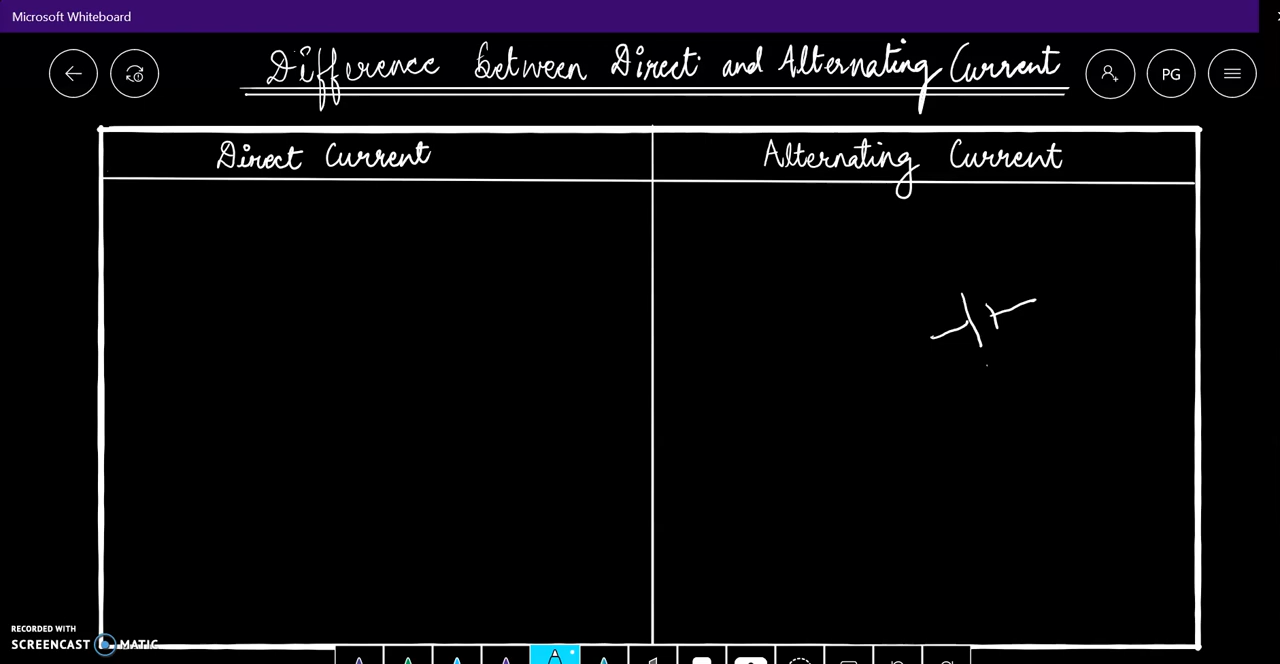 Microsoft Whiteboard
Difference between Direct and Alternating Current
PG
Direct Current
Alternating Current
RECORDED WITH
SCREENCAST MATIC